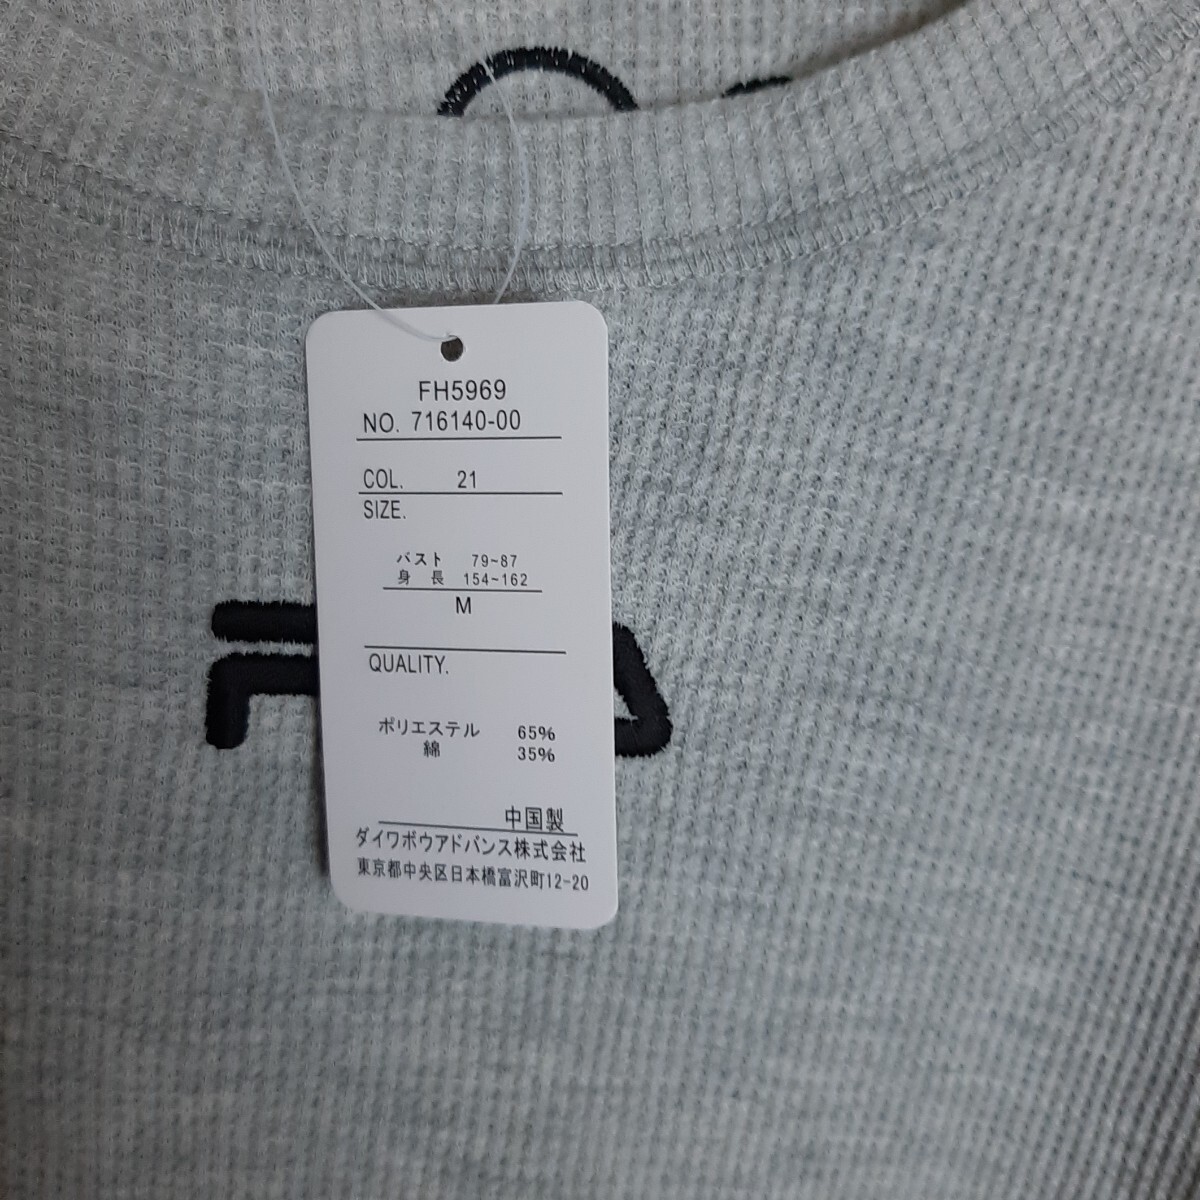 FH5969
NO. 716140-00
COL. 21
SIZE.
バスト 79~87
身 長 154~162
M
QUALITY.
ポリエステル 65%
綿 35%
中国製
ダイワボウアドバンス株式会社
東京都中央区日本橋富沢町12-20